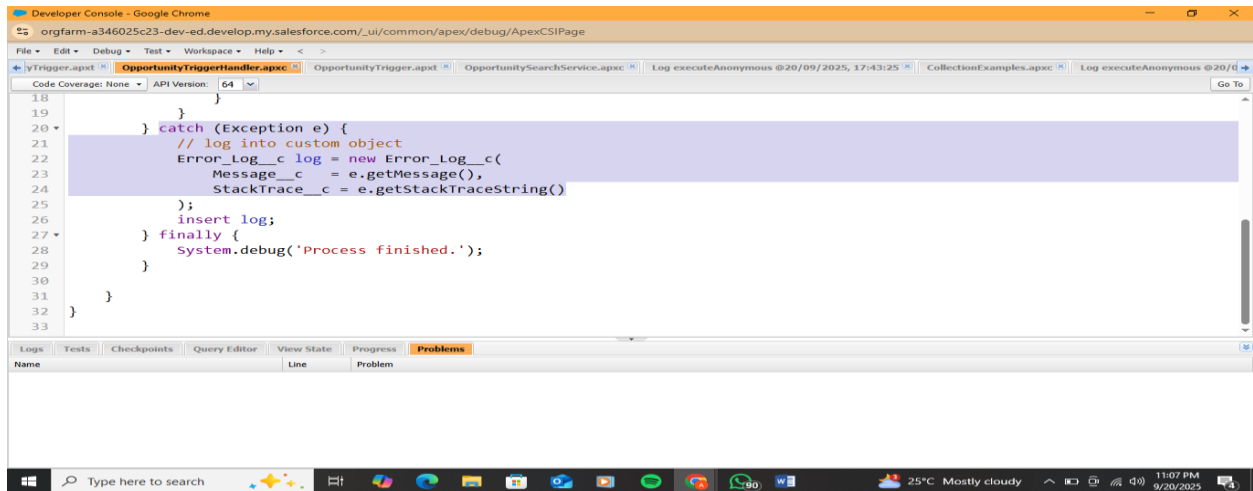 Developer Console - Google Chrome
orgfarm-a346025c23-dev-ed.develop.my.salesforce.com/_ui/common/apex/debug/ApexCSIPage
File Edit Debug Test Workspace Help < >
yTrigger.apxt OpportunityTriggerHandler.apxc OpportunityTrigger.apxt OpportunitySearchService.apxc Log executeAnonymous @20/09/2025, 17:43:25 CollectionExamples.apxc Log executeAnonymous @20/0
Code Coverage: None API Version: 64 Go To
18 }
19 }
20 } catch (Exception e) {
21 // log into custom object
22 Error_Log__c log = new Error_Log__c(
23 Message__c = e.getMessage(),
24 StackTrace__c = e.getStackTraceString()
25 );
26 insert log;
27 } finally {
28 System.debug('Process finished.');
29 }
30
31 }
32 }
33
Logs Tests Checkpoints Query Editor View State Progress Problems
Name Line Problem
Type here to search 90 25°C Mostly cloudy 11:07 PM
9/20/2025 4